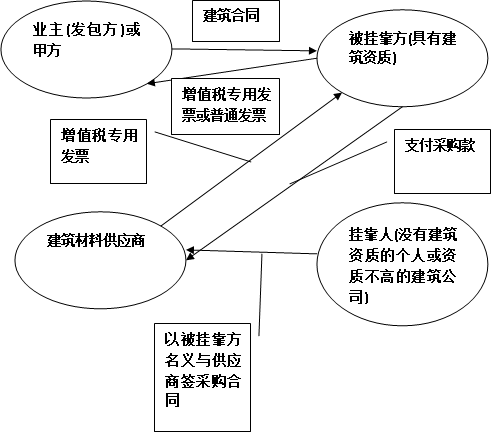 建筑合同
业主(发包方)或
甲方
被挂靠方(具有建
筑资质)
增值税专用发
票或普通发票
增值税专用
发票
支付采购款
建筑材料供应商
挂靠人(没有建筑
资质的个人或
资质不高的建筑公
司)
以被挂靠方
名义与供应
商签采购合
同